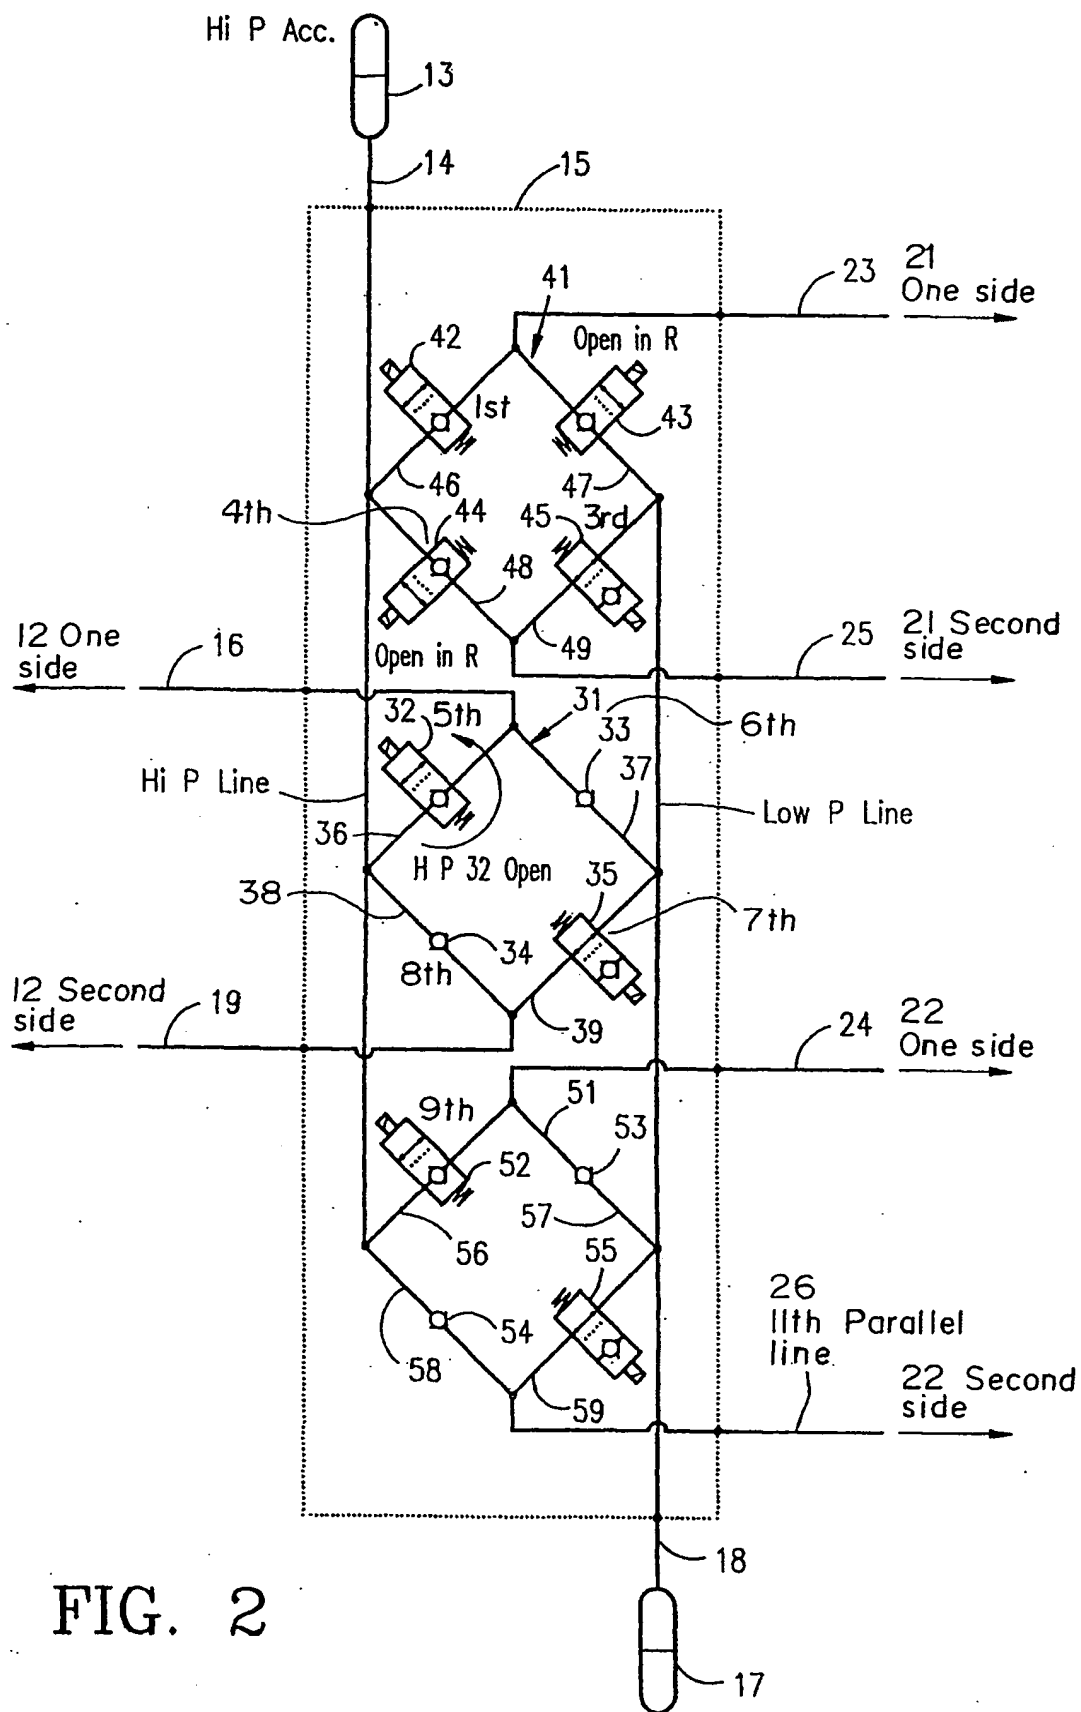 Hi P Acc.
13
14
15
41
23
21
One side
Open in R
42
1st
43
46
47
4th
44
45
3rd
48
49
Open in R
12 One
side
16
25
21 Second
side
32
5th
31
33
6th
37
Hi P Line
Low P Line
36
H P 32 Open
38
35
7th
34
8th
39
12 Second
side
19
24
22
One side
51
9th
53
52
57
56
55
26
11th Parallel
line
54
58
59
22 Second
side
18
FIG. 2
17